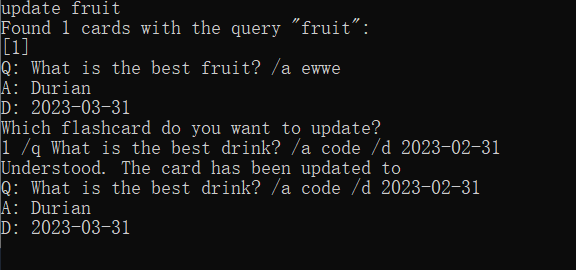 update fruit
Found 1 cards with the query "fruit":
[1]
Q: What is the best fruit? /a ewwe
A: Durian
D: 2023-03-31
Which flashcard do you want to update?
1 /q What is the best drink? /a code /d 2023-02-31
Understood. The card has been updated to
Q: What is the best drink? /a code /d 2023-02-31
A: Durian
D: 2023-03-31